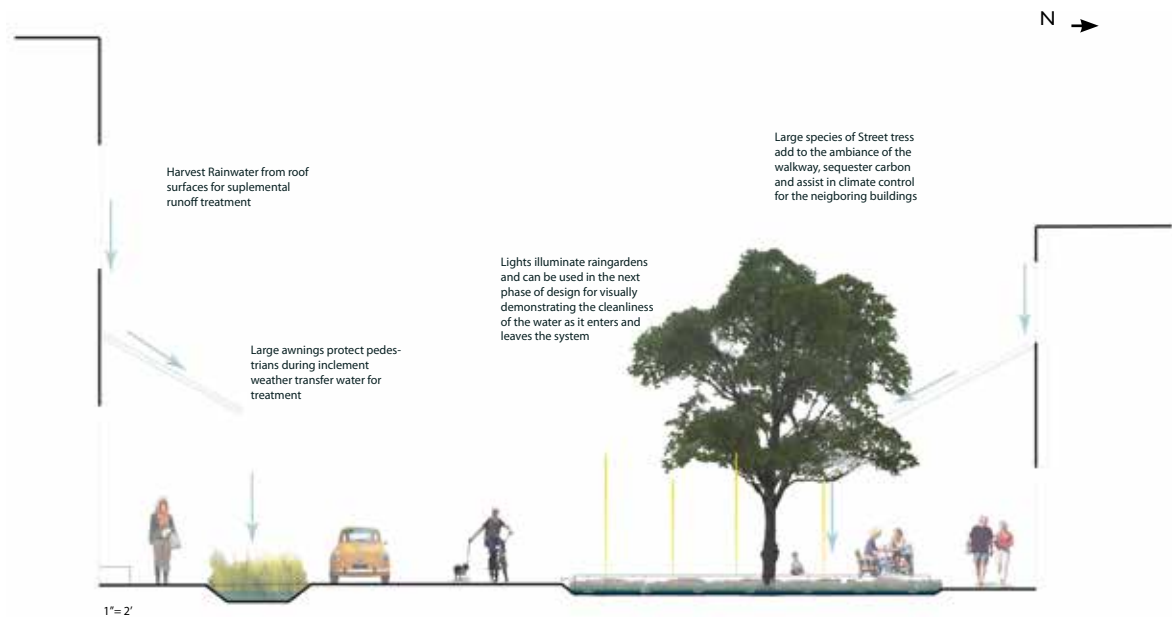 N
Harvest Rainwater from roof
surfaces for suplemental
runoff treatment
Large species of Street tress
add to the ambiance of the
walkway, sequester carbon
and assist in climate control
for the neigboring buildings
Lights illuminate raingardens
and can be used in the next
phase of design for visually
demonstrating the cleanliness
of the water as it enters and
leaves the system
Large awnings protect pedes-
trians during inclement
weather transfer water for
treatment
1"= 2'